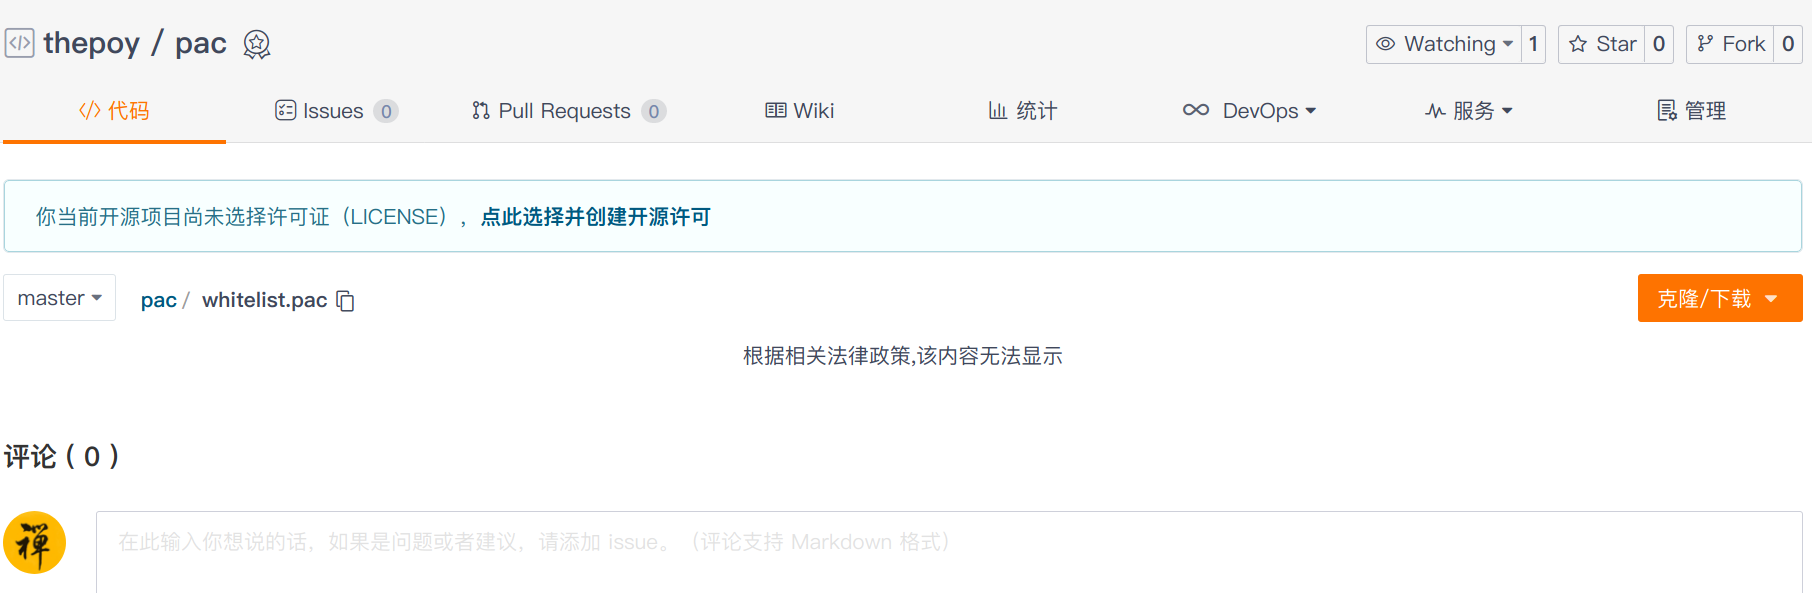 thepoy / pac
Watching 1 Star 0 Fork 0
代码 Issues 0 Pull Requests 0 Wiki 统计 DevOps 服务 管理
你当前开源项目尚未选择许可证（LICENSE），点此选择并创建开源许可
master pac / whitelist.pac 克隆/下载
根据相关法律政策,该内容无法显示
评论 ( 0 )
禅
在此输入你想说的话，如果是问题或者建议，请添加 issue。（评论支持 Markdown 格式）